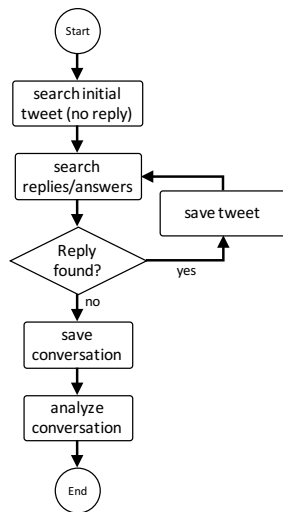 Start
search initial
tweet (no reply)
search
replies/answers
save tweet
Reply
found?
yes
no
save
conversation
analyze
conversation
End